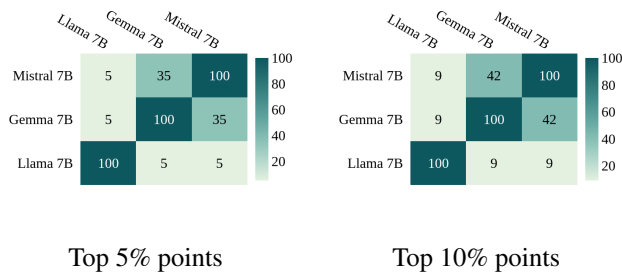 Llama 7B Gemma 7B Mistral 7B
Mistral 7B 5 35 100
Gemma 7B 5 100 35
Llama 7B 100 5 5
100
80
60
40
20
Top 5% points
Llama 7B Gemma 7B Mistral 7B
Mistral 7B 9 42 100
Gemma 7B 9 100 42
Llama 7B 100 9 9
100
80
60
40
20
Top 10% points